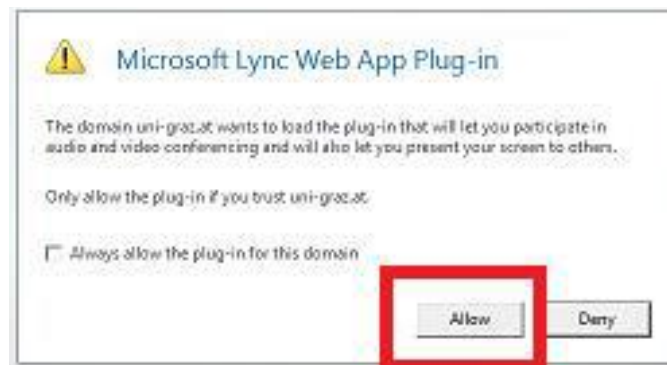 Microsoft Lync Web App Plug-in
The domain uni-graz.at wants to load the plug-in that will let you participate in
audio and video conferencing and will also let you present your screen to others.
Only allow the plug-in if you trust uni-graz.at.
Always allow the plug-in for this domain
Allow
Deny